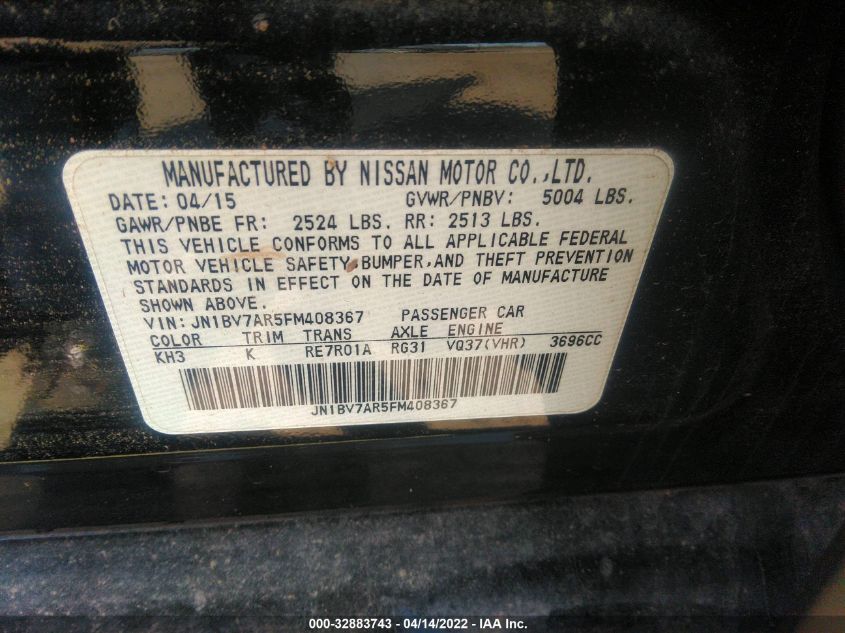 MANUFACTURED BY NISSAN MOTOR CO.,LTD.
DATE: 04/15 GVWR/PNBV: 5004 LBS.
GAWR/PNBE FR: 2524 LBS. RR: 2513 LBS.
THIS VEHICLE CONFORMS TO ALL APPLICABLE FEDERAL
MOTOR VEHICLE SAFETY, BUMPER, AND THEFT PREVENTION
STANDARDS IN EFFECT ON THE DATE OF MANUFACTURE
SHOWN ABOVE.
VIN: JN1BV7AR5FM408367 PASSENGER CAR
COLOR TRIM TRANS AXLE ENGINE
KH3 K RE7R01A RG31 VQ37(VHR) 3696CC
JN1BV7AR5FM408367
000-32883743 - 04/14/2022 - IAA Inc.